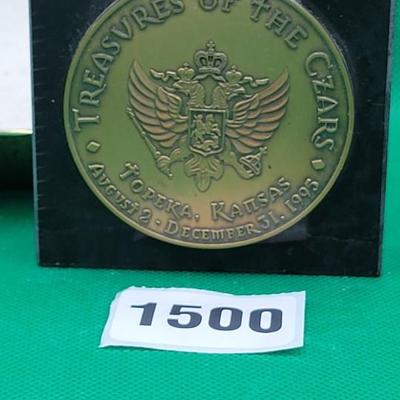 • TREASVRES OF THE CZARS •
TOPEKA, KANSAS
AVGVST 2 - DECEMBER 31, 1995
1500